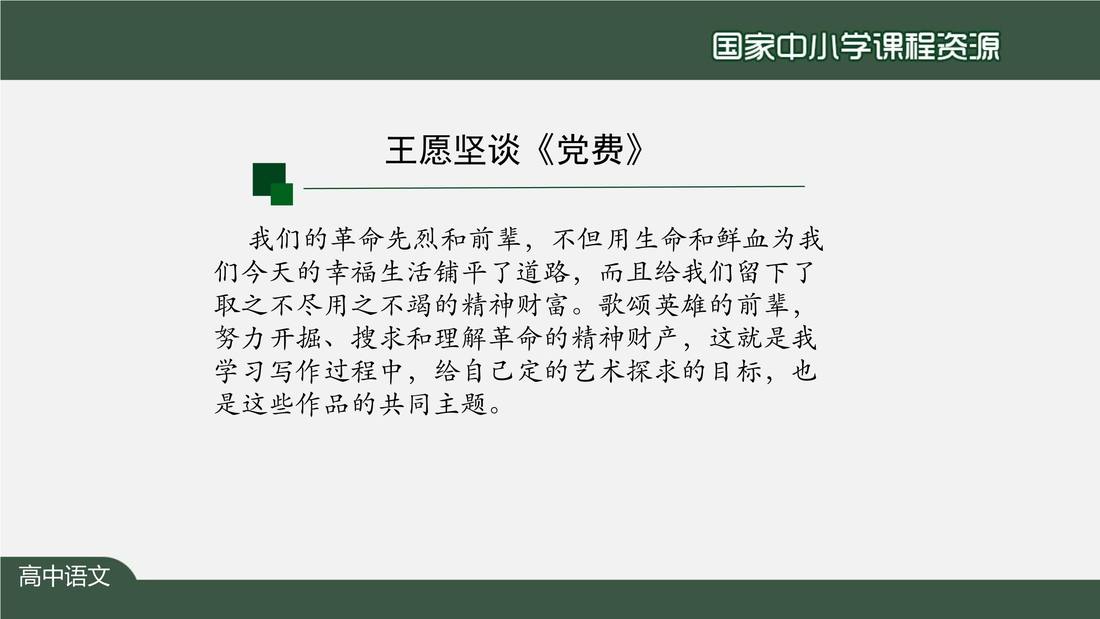 国家中小学课程资源
王愿坚谈《党费》
我们的革命先烈和前辈，不但用生命和鲜血为我
们今天的幸福生活铺平了道路，而且给我们留下了
取之不尽用之不竭的精神财富。歌颂英雄的前辈，
努力开掘、搜求和理解革命的精神财产，这就是我
学习写作过程中，给自己定的艺术探求的目标，也
是这些作品的共同主题。
高中语文